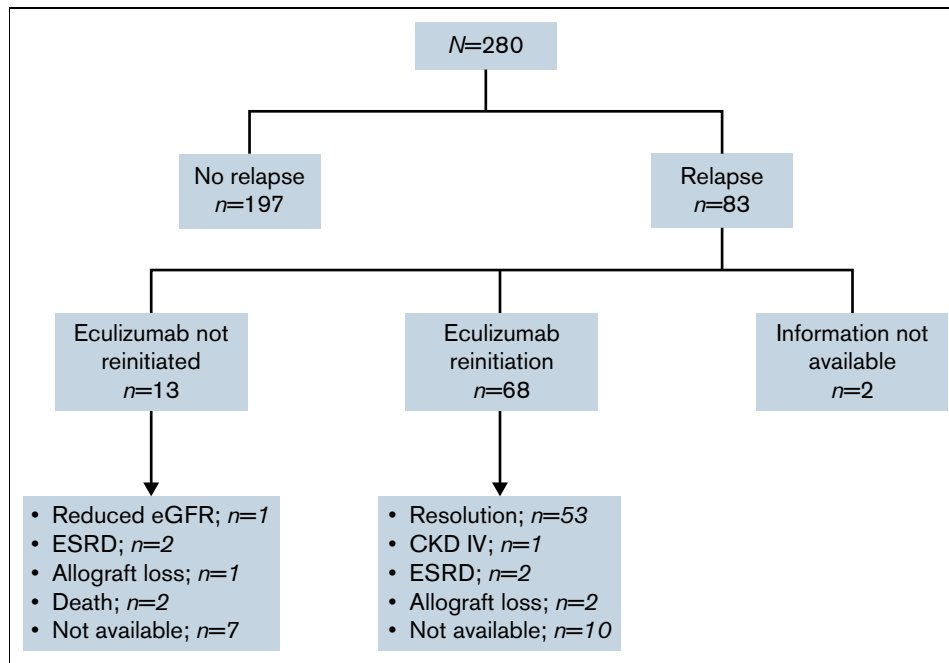 N=280
No relapse
n=197
Relapse
n=83
Eculizumab not
reinitiated
n=13
Eculizumab
reinitiation
n=68
Information not
available
n=2
• Reduced eGFR; n=1
• ESRD; n=2
• Allograft loss; n=1
• Death; n=2
• Not available; n=7
• Resolution; n=53
• CKD IV; n=1
• ESRD; n=2
• Allograft loss; n=2
• Not available; n=10